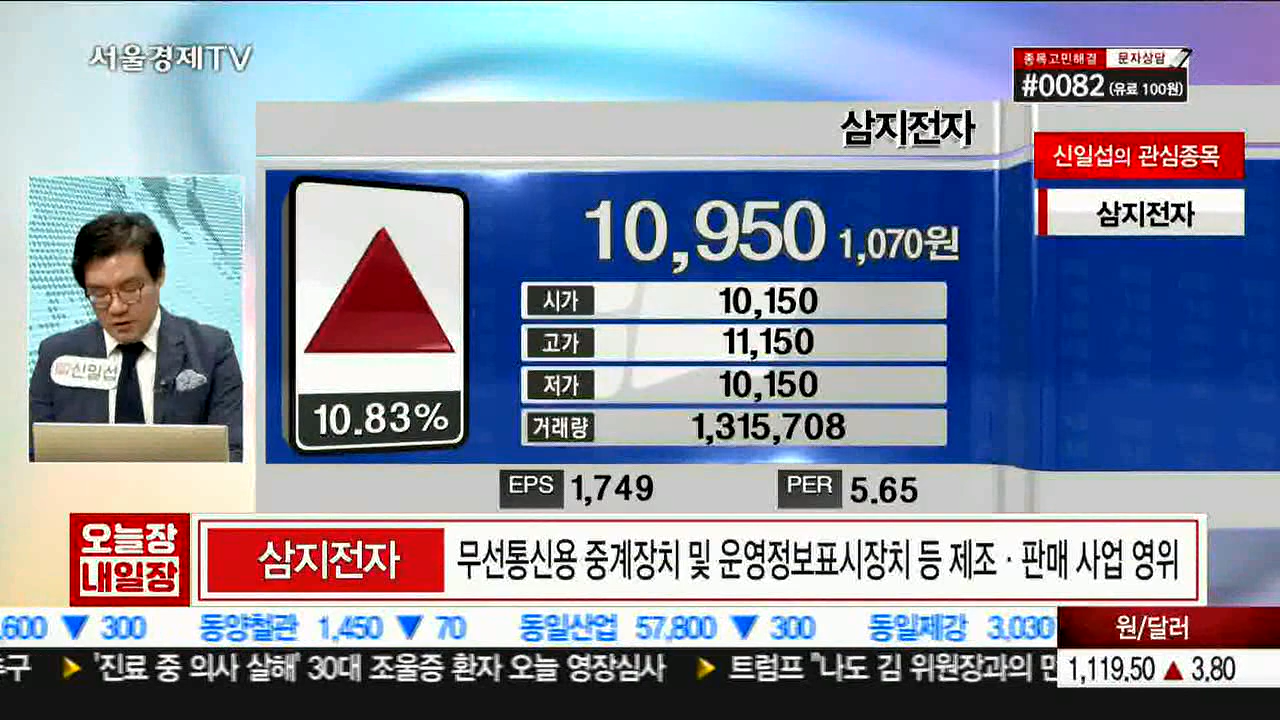 서울경제TV
종목고민해결 문자상담
#0082 (유료 100원)
삼지전자
신일섭의 관심종목
삼지전자
10,950 1,070원
시가 10,150
고가 11,150
저가 10,150
거래량 1,315,708
10.83%
신일섭
EPS 1,749 PER 5.65
오늘장
내일장
삼지전자 무선통신용 중계장치 및 운영정보표시장치 등 제조·판매 사업 영위
,600 ▼ 300 동양철관 1,450 ▼ 70 동일산업 57,800 ▼ 300 동일제강 3,030
원/달러
'진료 중 의사 살해' 30대 조울증 환자 오늘 영장심사 ▶ 트럼프 "나도 김 위원장과의
1,119.50 ▲ 3.80